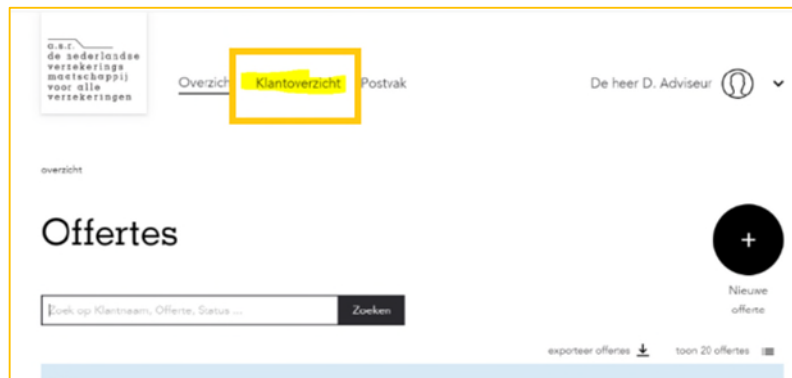 a.s.r.
de nederlandse
verzekerings
maatschappij
voor alle
verzekeringen
Overzich Klantoverzicht Postvak
De heer D. Adviseur
overzicht
Offertes
+
Nieuwe
offerte
Zoek op Klantnaam, Offerte, Status ... Zoeken
exporteer offertes toon 20 offertes